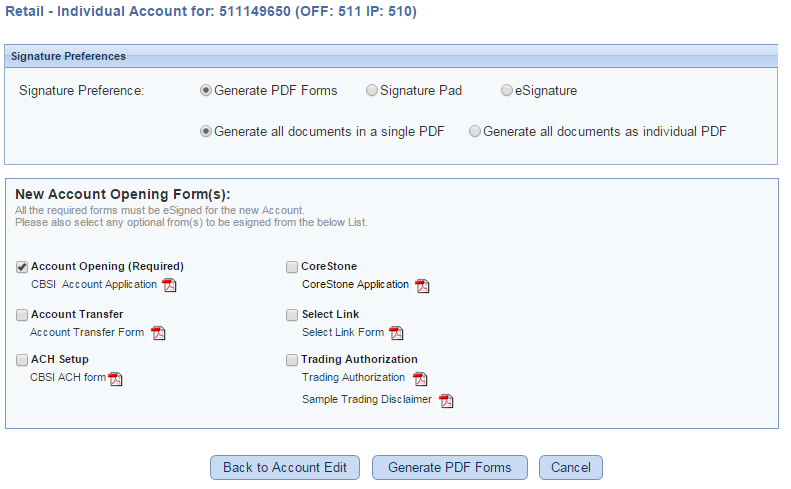 Retail - Individual Account for: 511149650 (OFF: 511 IP: 510)
Signature Preferences
Signature Preference: Generate PDF Forms Signature Pad eSignature
Generate all documents in a single PDF Generate all documents as individual PDF
New Account Opening Form(s):
All the required forms must be eSigned for the new Account.
Please also select any optional from(s) to be esigned from the below List.
Account Opening (Required) CoreStone
CBSI Account Application CoreStone Application
Account Transfer Select Link
Account Transfer Form Select Link Form
ACH Setup Trading Authorization
CBSI ACH form Trading Authorization
Sample Trading Disclaimer
Back to Account Edit Generate PDF Forms Cancel